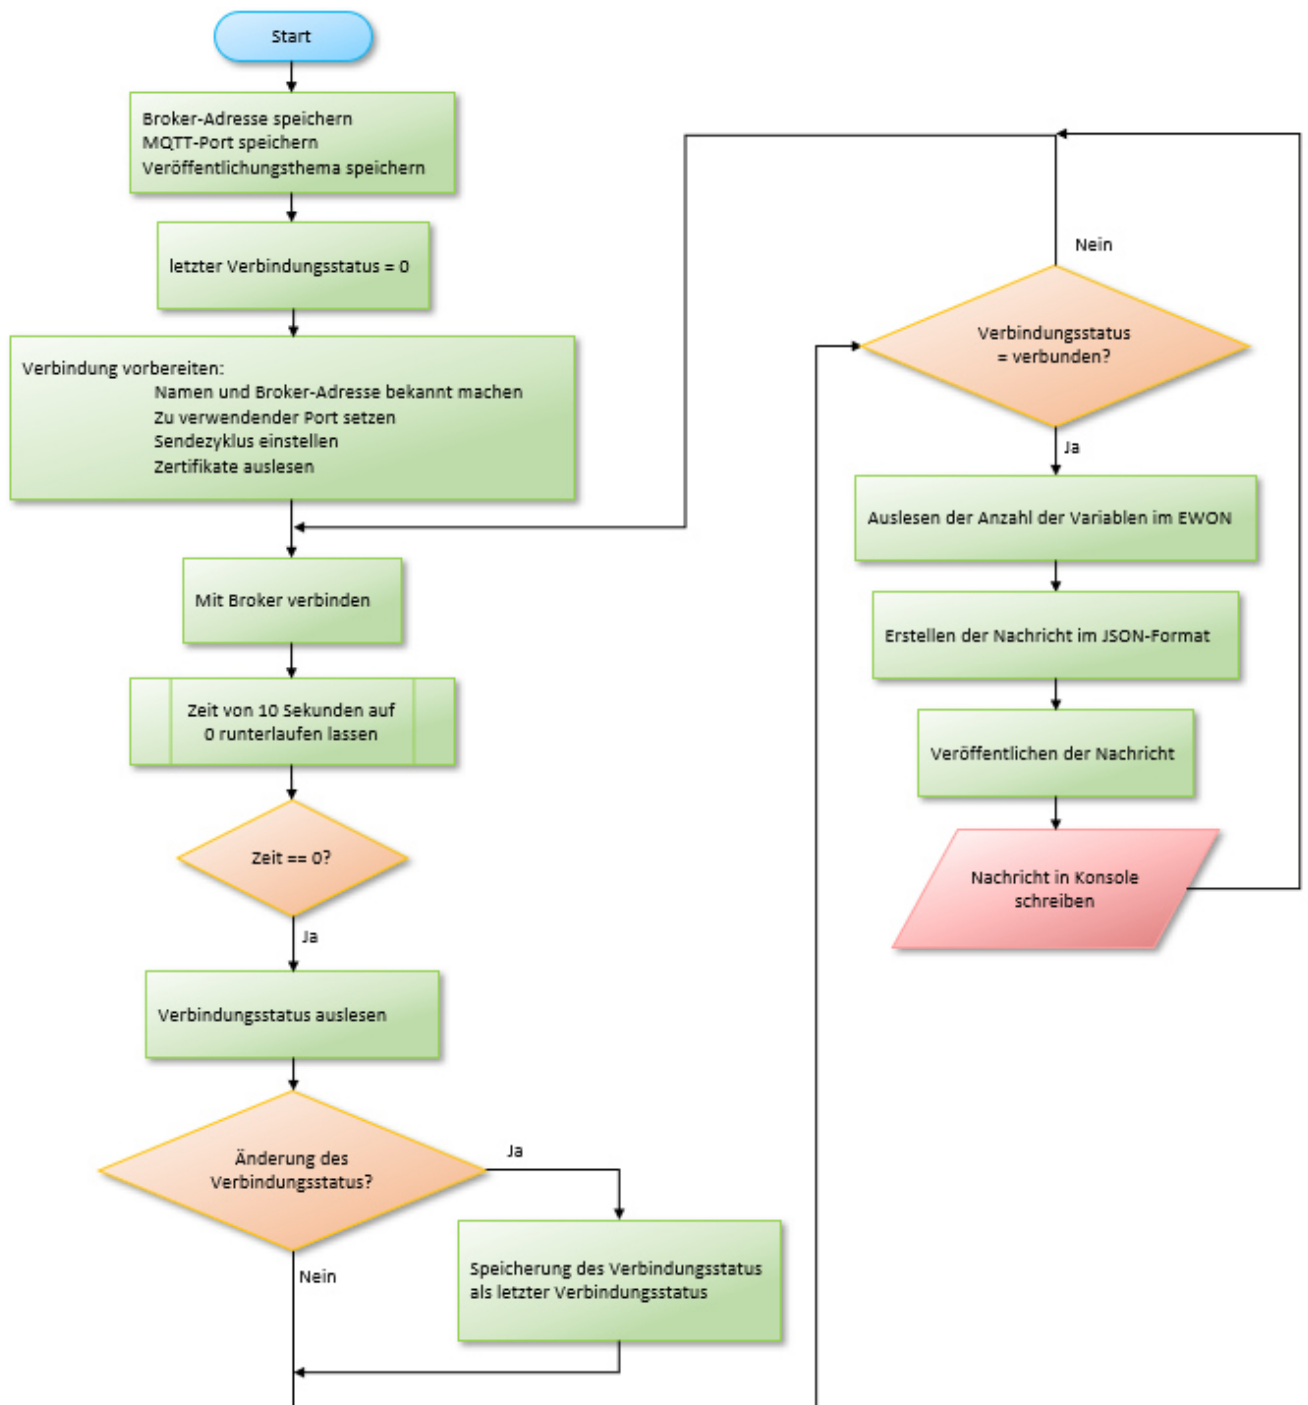 Start
Broker-Adresse speichern
MQTT-Port speichern
Veröffentlichungsthema speichern
letzter Verbindungsstatus = 0
Verbindung vorbereiten:
Namen und Broker-Adresse bekannt machen
Zu verwendender Port setzen
Sendezyklus einstellen
Zertifikate auslesen
Mit Broker verbinden
Zeit von 10 Sekunden auf
0 runterlaufen lassen
Zeit == 0?
Ja
Verbindungsstatus auslesen
Änderung des
Verbindungsstatus?
Ja
Nein
Speicherung des Verbindungsstatus
als letzter Verbindungsstatus
Nein
Verbindungsstatus
= verbunden?
Ja
Auslesen der Anzahl der Variablen im EWON
Erstellen der Nachricht im JSON-Format
Veröffentlichen der Nachricht
Nachricht in Konsole
schreiben